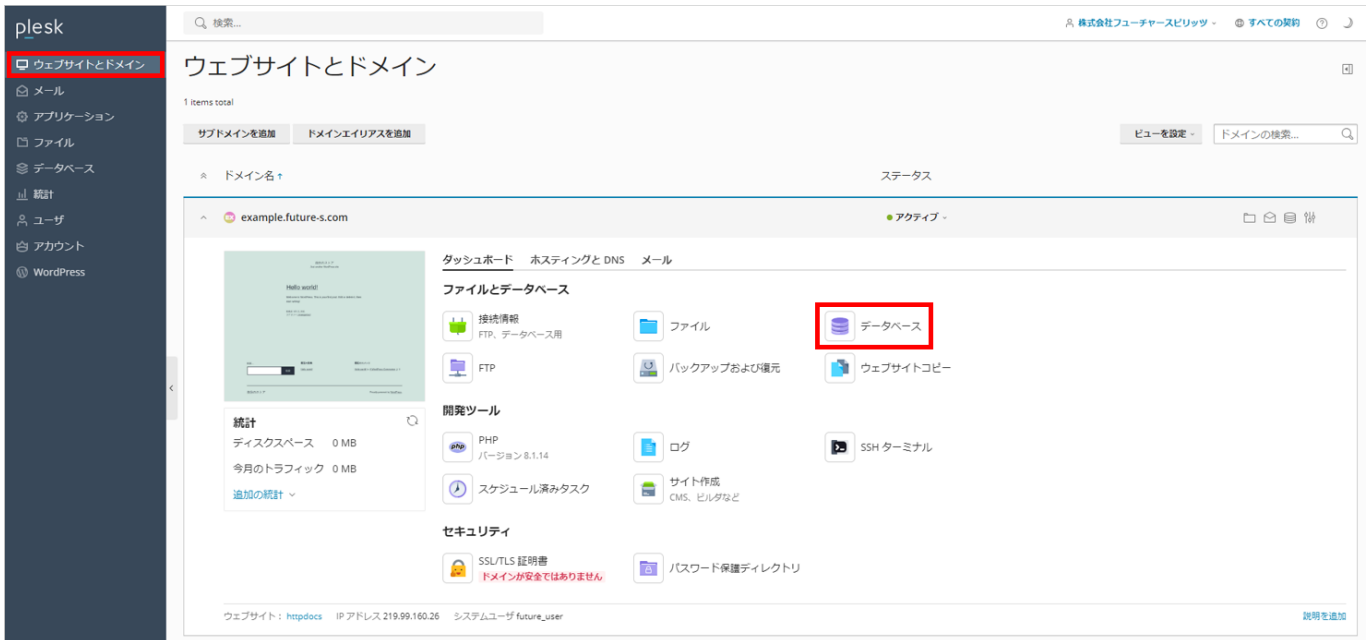 plesk
検索...
株式会社フューチャースピリッツ
すべての契約
ウェブサイトとドメイン
メール
アプリケーション
ファイル
データベース
統計
ユーザ
アカウント
WordPress
ウェブサイトとドメイン
1 items total
サブドメインを追加 ドメインエイリアスを追加
ビューを設定
ドメインの検索...
ドメイン名↑ ステータス
example.future-s.com アクティブ
Hello world!
ダッシュボード ホスティングと DNS メール
ファイルとデータベース
接続情報
FTP、データベース用
ファイル
データベース
FTP
バックアップおよび復元
ウェブサイトコピー
統計
ディスクスペース 0 MB
今月のトラフィック 0 MB
追加の統計
開発ツール
php
PHP
バージョン 8.1.14
ログ
SSH ターミナル
スケジュール済みタスク
サイト作成
CMS、ビルダなど
セキュリティ
SSL/TLS 証明書
ドメインが安全ではありません
パスワード保護ディレクトリ
ウェブサイト： httpdocs IP アドレス 219.99.160.26 システムユーザ future_user
説明を追加